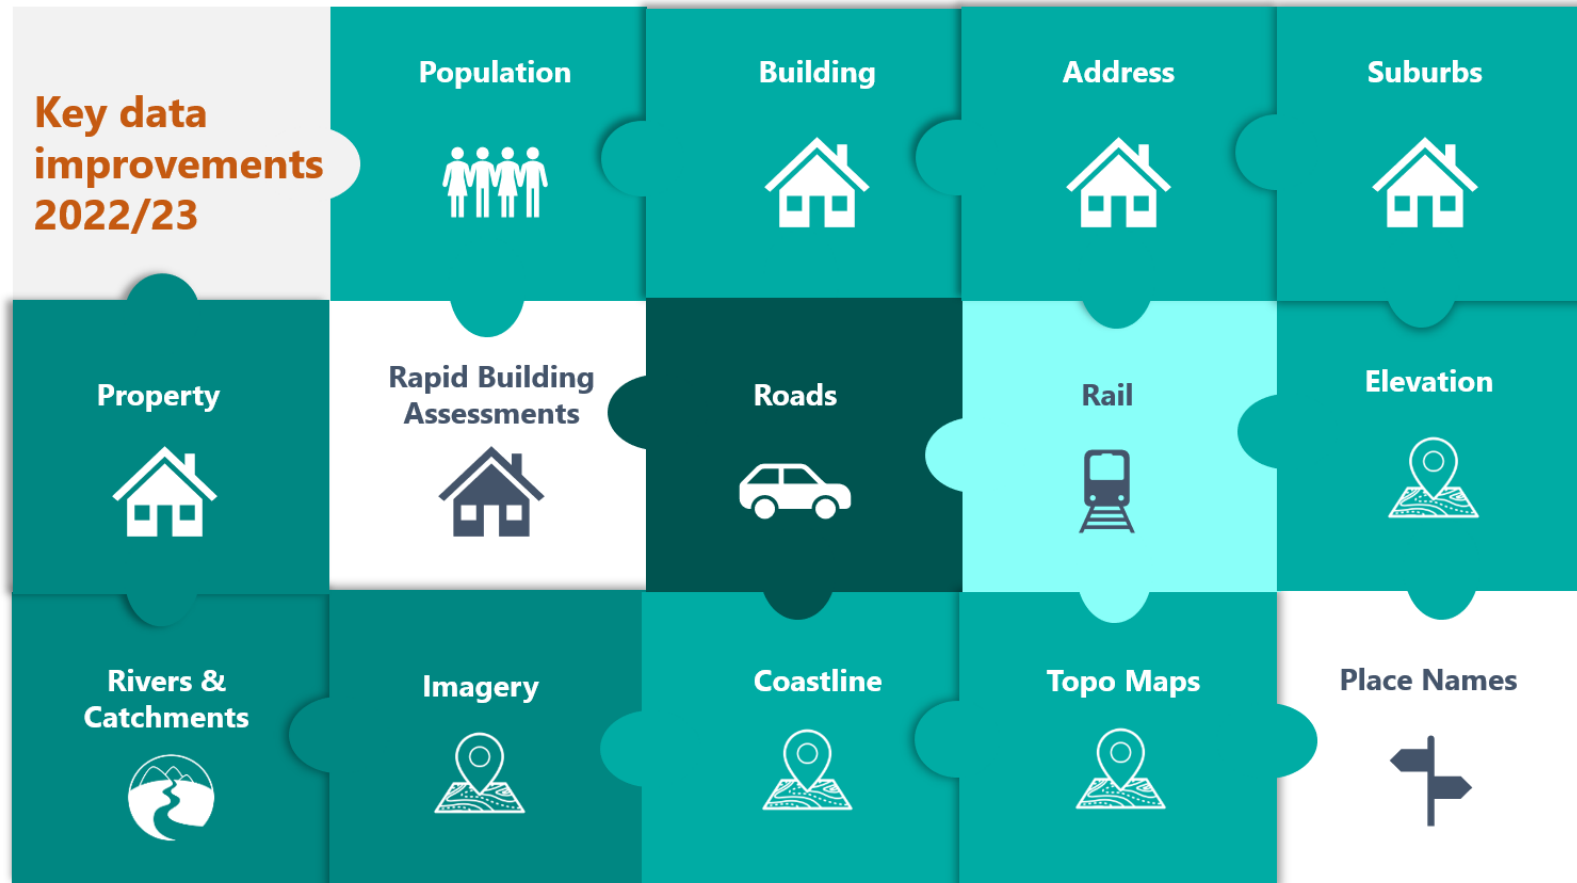 Key data
improvements
2022/23
Population
Building
Address
Suburbs
Property
Rapid Building
Assessments
Roads
Rail
Elevation
Rivers &
Catchments
Imagery
Coastline
Topo Maps
Place Names